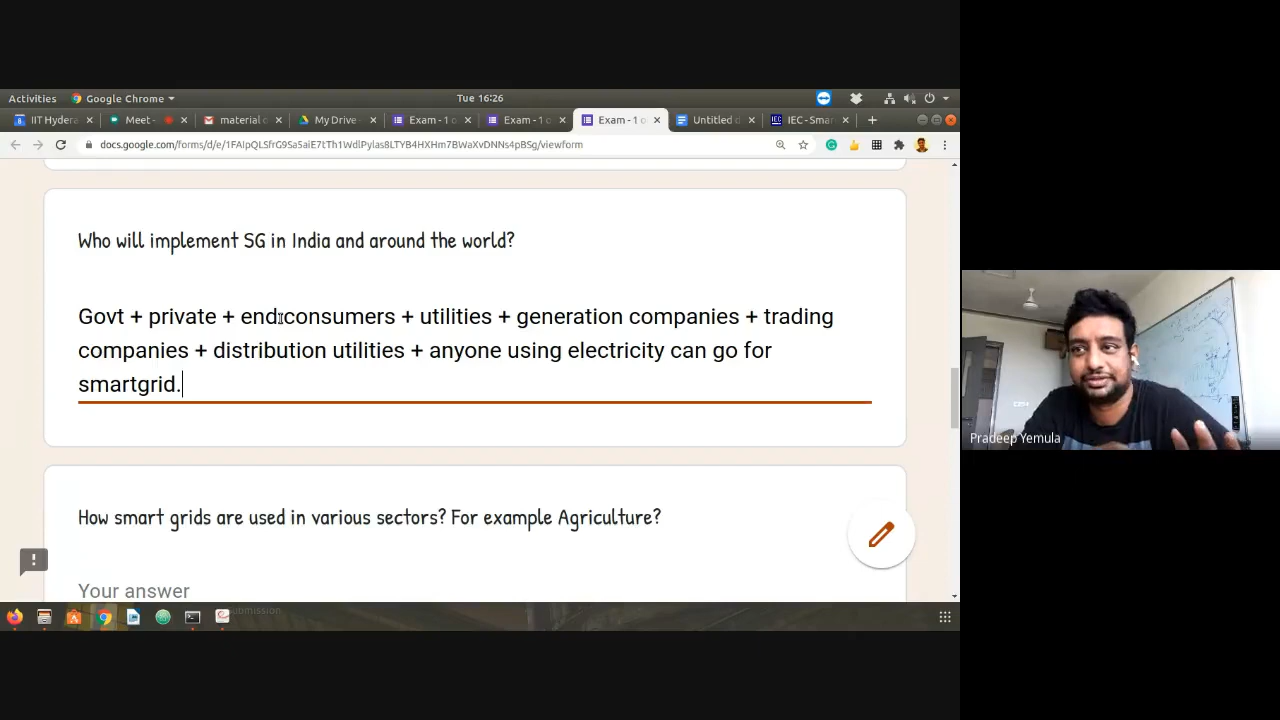 Activities Google Chrome Tue 16:26
IIT Hydera Meet - material o My Drive - Exam - 1 o Exam - 1 o Exam - 1 o Untitled d IEC - Smar
docs.google.com/forms/d/e/1FAIpQLSfrG9Sa5aiE7tTh1WdlPylas8LTYB4HXHm7BWaXvDNNs4pBSg/viewform
Who will implement SG in India and around the world?
Govt + private + end consumers + utilities + generation companies + trading
companies + distribution utilities + anyone using electricity can go for
smartgrid.
Pradeep Yemula
How smart grids are used in various sectors? For example Agriculture?
Your answer